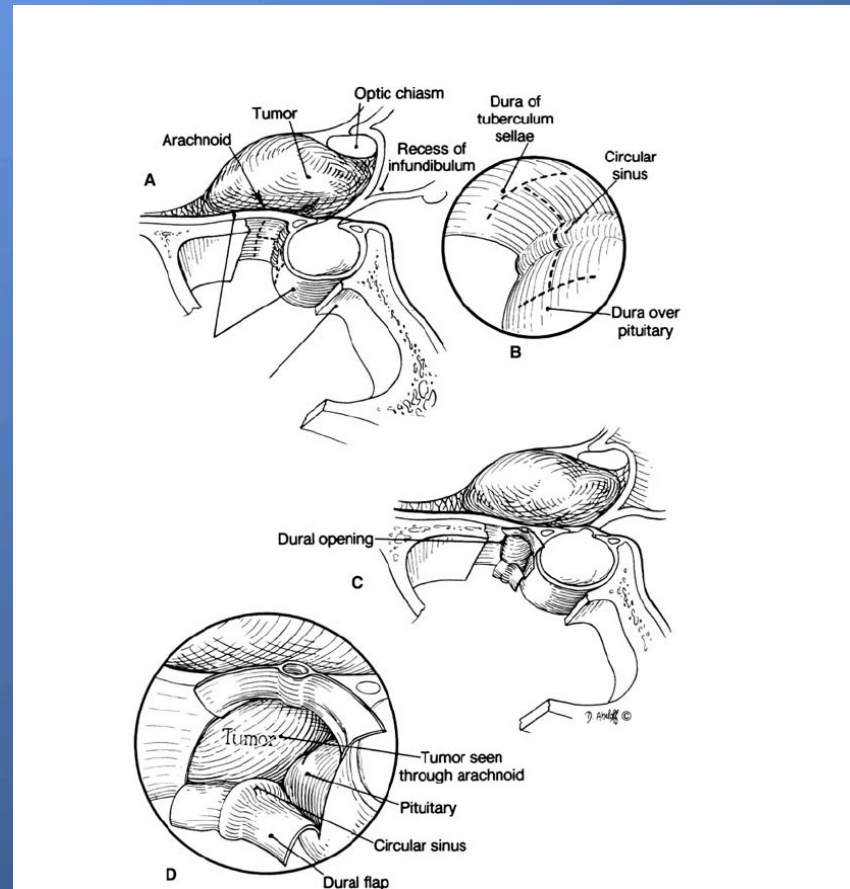 Optic chiasm
Tumor
Arachnoid
A
Recess of
infundibulum
Dura of
tuberculum
sellae
Circular
sinus
Dura over
pituitary
B
Dural opening
C
Tumor
Tumor seen
through arachnoid
Pituitary
Circular sinus
Dural flap
D